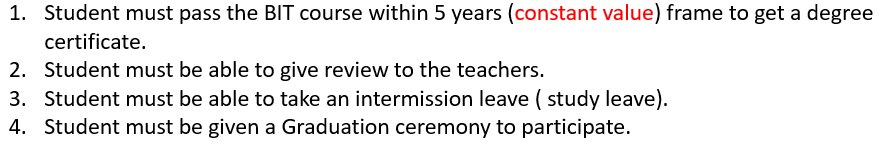 1. Student must pass the BIT course within 5 years (constant value) frame to get a degree
certificate.
2. Student must be able to give review to the teachers.
3. Student must be able to take an intermission leave ( study leave).
4. Student must be given a Graduation ceremony to participate.